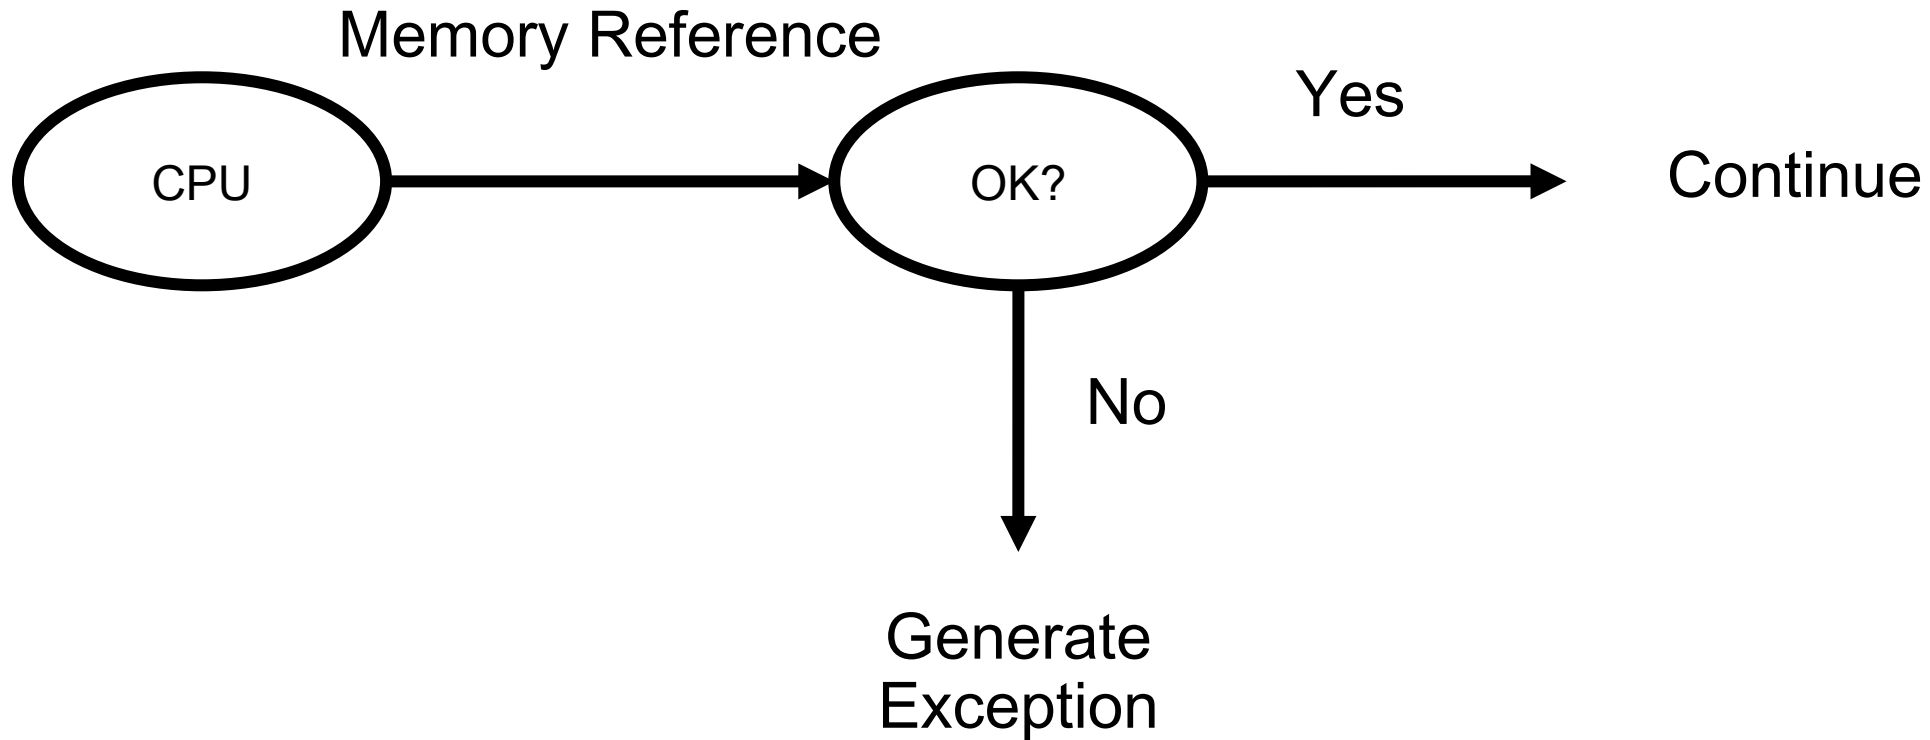 Memory Reference
Yes
CPU
OK?
Continue
No
Generate
Exception